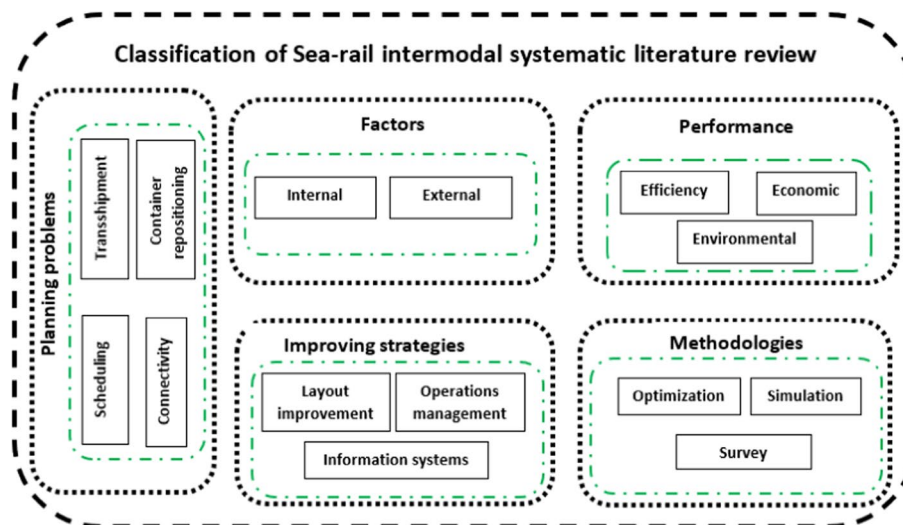 Classification of Sea-rail intermodal systematic literature review
Planning problems
Transshipment
Container
repositioning
Scheduling
Connectivity
Factors
Internal
External
Performance
Efficiency
Economic
Environmental
Improving strategies
Layout
improvement
Operations
management
Information systems
Methodologies
Optimization
Simulation
Survey